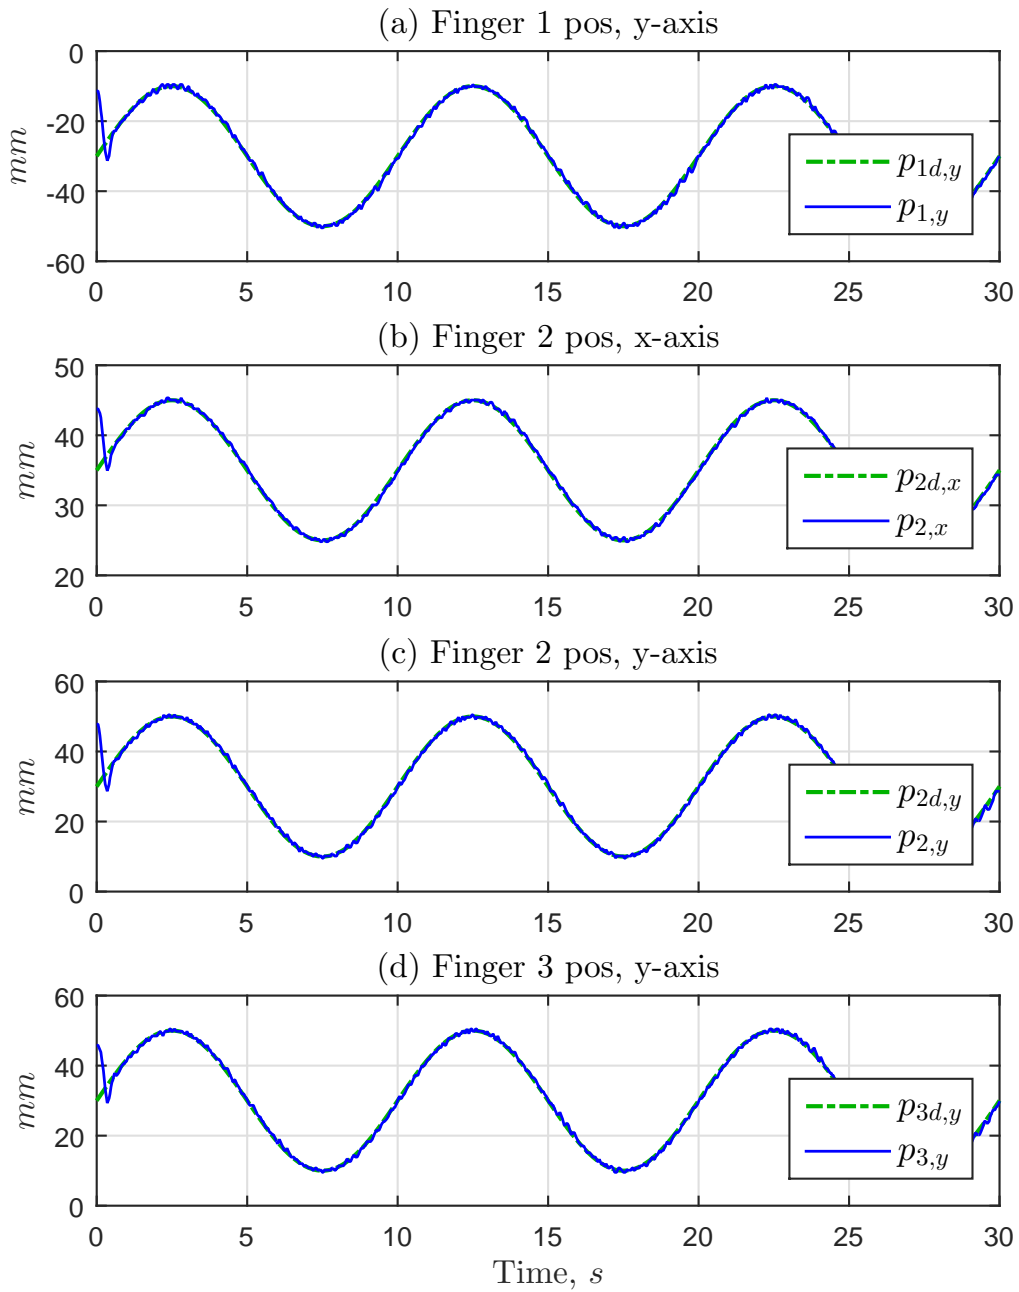 (a) Finger 1 pos, y-axis
0
-20
-40
-60
mm
p1d,y
p1,y
0 5 10 15 20 25 30
(b) Finger 2 pos, x-axis
50
40
30
20
mm
p2d,x
p2,x
0 5 10 15 20 25 30
(c) Finger 2 pos, y-axis
60
40
20
0
mm
p2d,y
p2,y
0 5 10 15 20 25 30
(d) Finger 3 pos, y-axis
60
40
20
0
mm
p3d,y
p3,y
0 5 10 15 20 25 30
Time, s